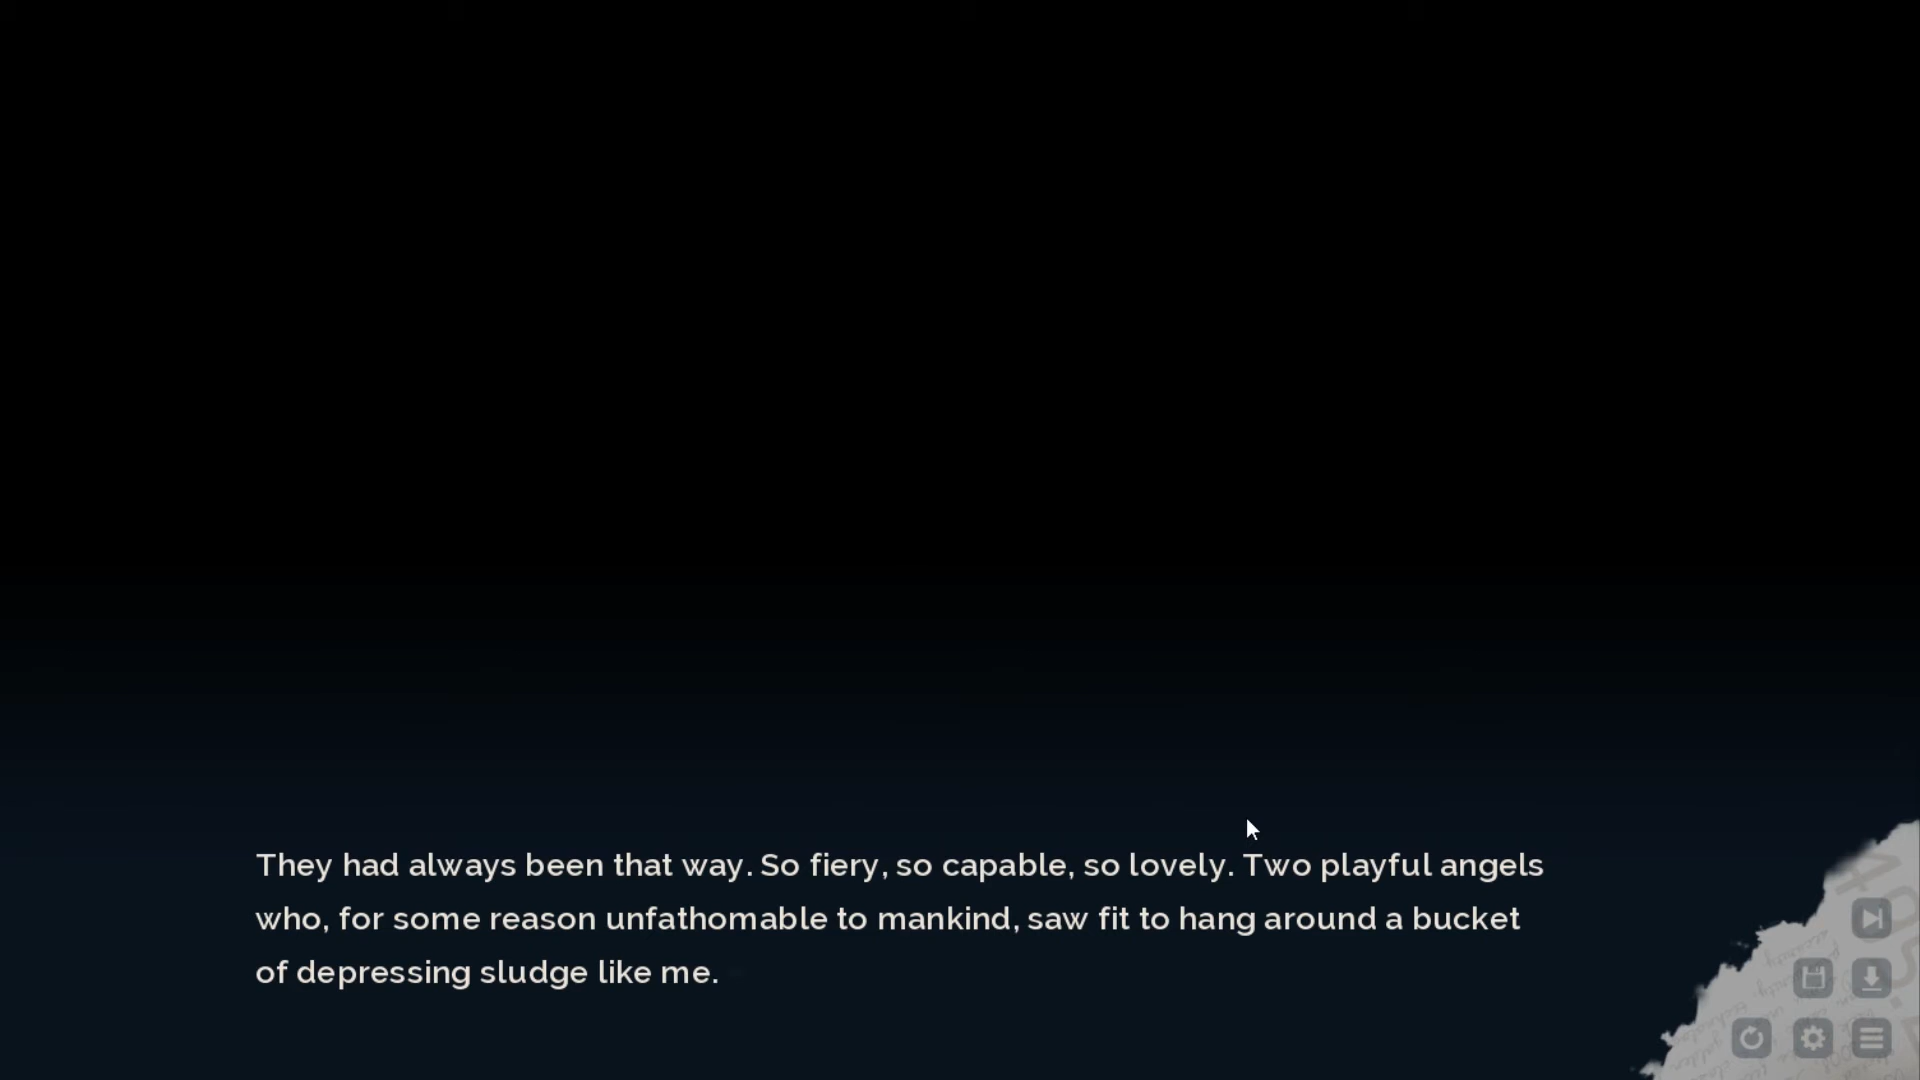 They had always been that way. So fiery, so capable, so lovely. Two playful angels
who, for some reason unfathomable to mankind, saw fit to hang around a bucket
of depressing sludge like me.